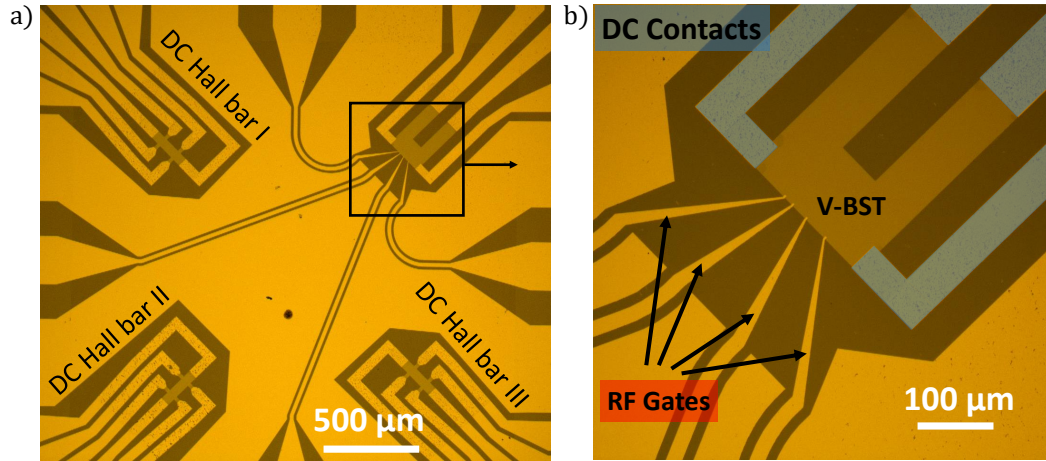 a)
DC Hall bar I
DC Hall bar II
DC Hall bar III
500 µm
b)
DC Contacts
V-BST
RF Gates
100 µm